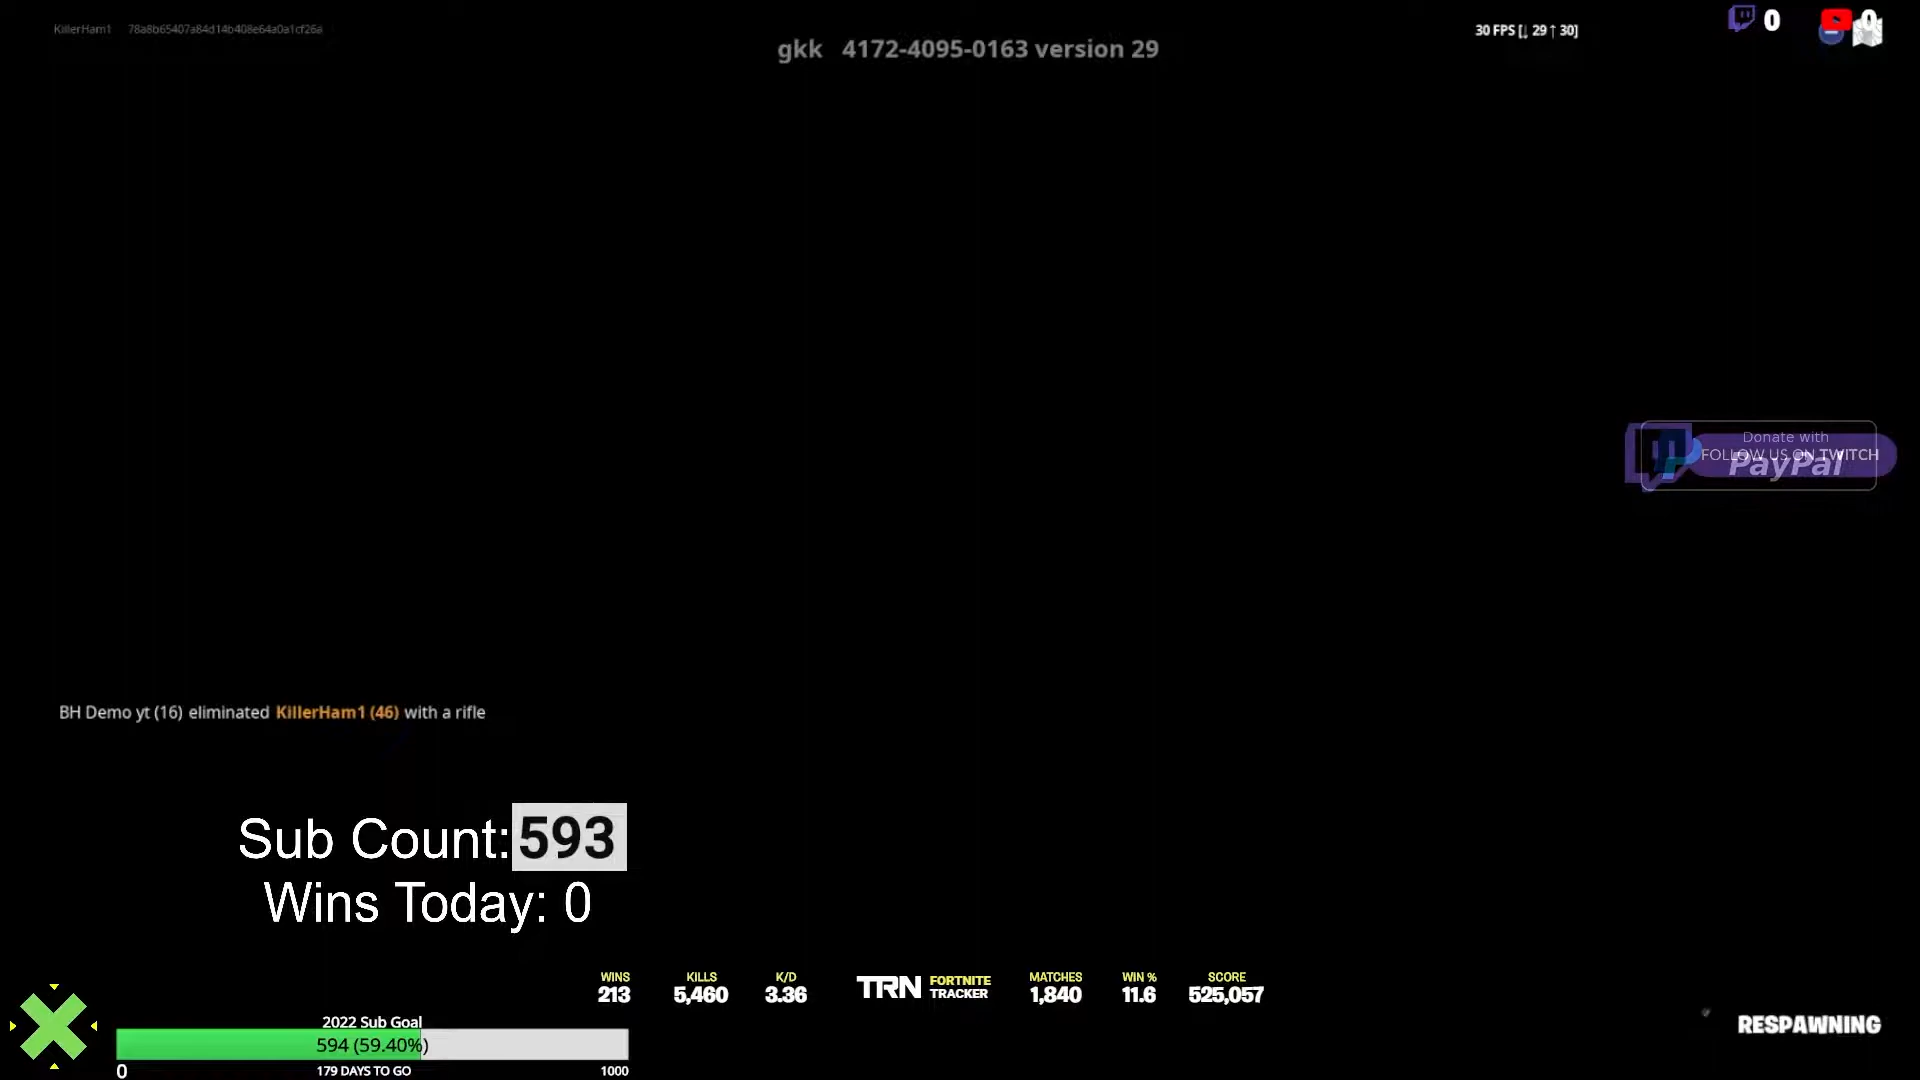 KillerHam1 78a8b65407a84d14b408e64a0a1cf26a
gkk 4172-4095-0163 version 29
30 FPS [↓ 29 ↑ 30]
0
0
Donate with
FOLLOW US ON TWITCH
PayPal
BH Demo yt (16) eliminated KillerHam1 (46) with a rifle
Sub Count: 593
Wins Today: 0
WINS KILLS K/D TRN FORTNITE TRACKER MATCHES WIN % SCORE
213 5,460 3.36 1,840 11.6 525,057
2022 Sub Goal
594 (59.40%)
0 179 DAYS TO GO 1000
RESPAWNING